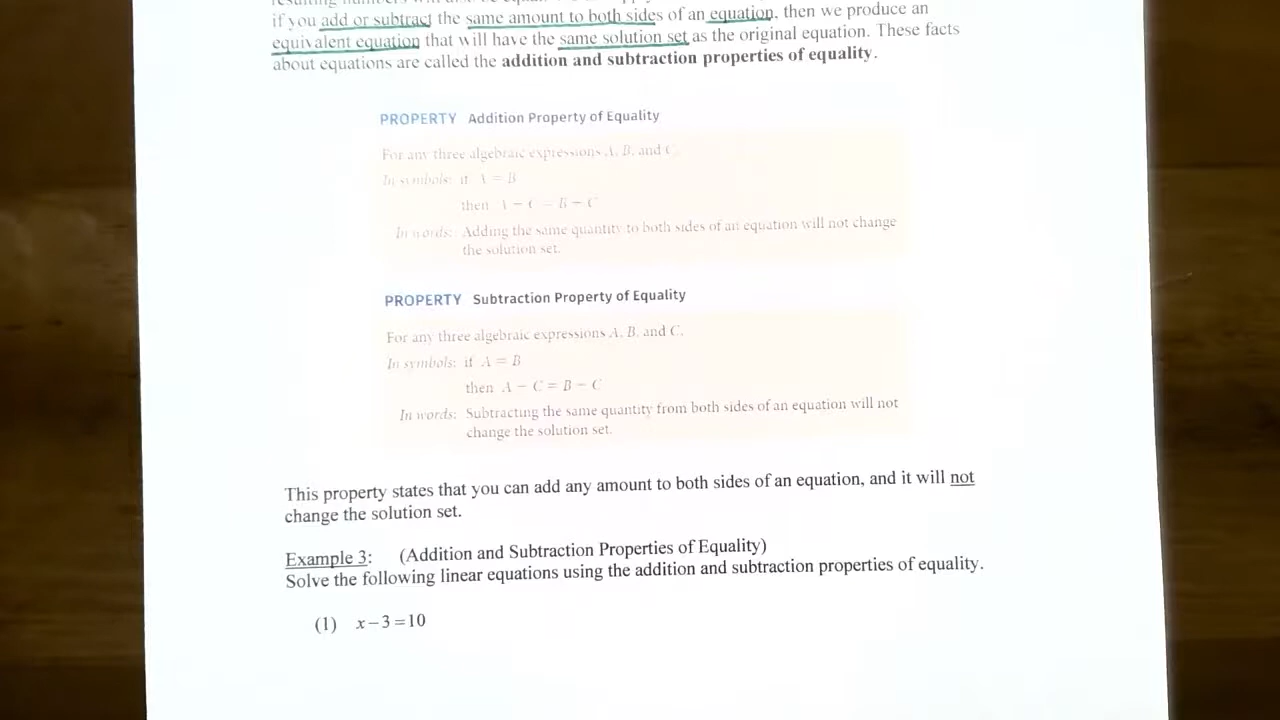 if you add or subtract the same amount to both sides of an equation, then we produce an
equivalent equation that will have the same solution set as the original equation. These facts
about equations are called the addition and subtraction properties of equality.
PROPERTY Addition Property of Equality
For any three algebraic expressions A, B, and C
In symbols: if A = B
then A − C = B − C
In words: Adding the same quantity to both sides of an equation will not change
the solution set.
PROPERTY Subtraction Property of Equality
For any three algebraic expressions A, B, and C.
In symbols: if A = B
then A − C = B − C
In words: Subtracting the same quantity from both sides of an equation will not
change the solution set.
This property states that you can add any amount to both sides of an equation, and it will not
change the solution set.
Example 3: (Addition and Subtraction Properties of Equality)
Solve the following linear equations using the addition and subtraction properties of equality.
(1) x−3=10